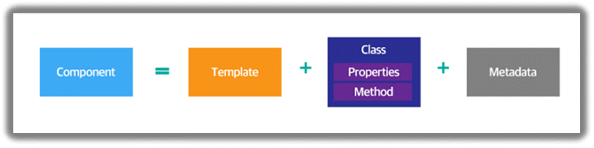 Component = Template + Class + Metadata
Properties
Method